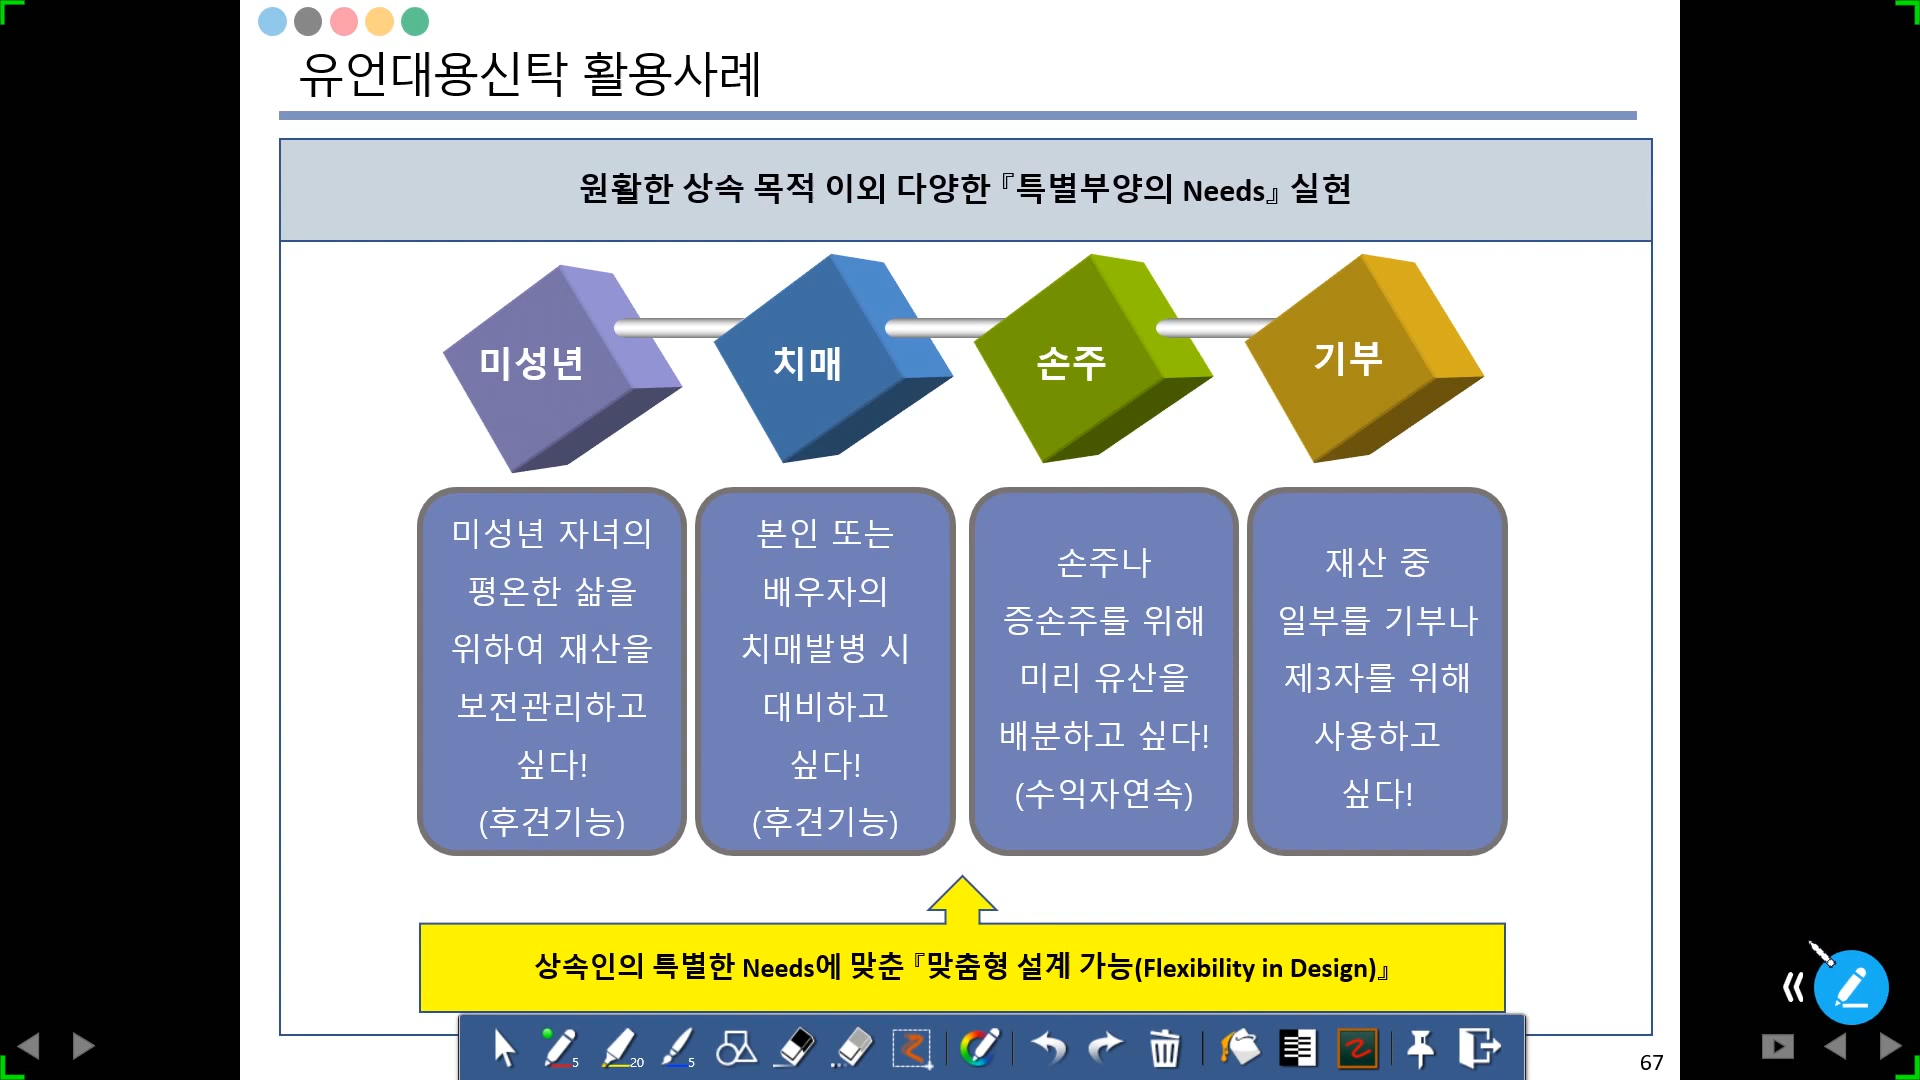 유언대용신탁 활용사례
원활한 상속 목적 이외 다양한 『특별부양의 Needs』 실현
미성년
치매
손주
기부
미성년 자녀의
평온한 삶을
위하여 재산을
보전관리하고
싶다!
(후견기능)
본인 또는
배우자의
치매발병 시
대비하고
싶다!
(후견기능)
손주나
증손주를 위해
미리 유산을
배분하고 싶다!
(수익자연속)
재산 중
일부를 기부나
제3자를 위해
사용하고
싶다!
상속인의 특별한 Needs에 맞춘 『맞춤형 설계 가능(Flexibility in Design)』
5
20
5
67